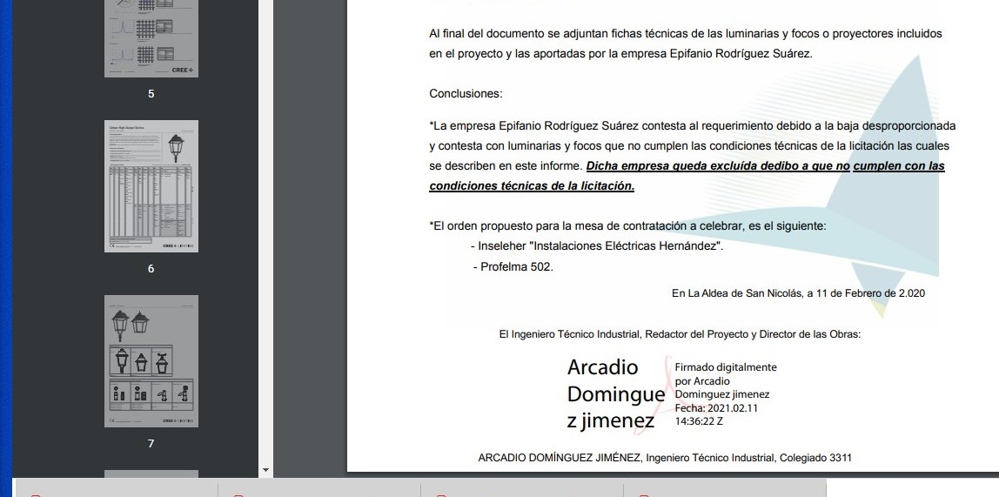 CREE
5
CREE LIGHTING
6
CREE LIGHTING
7
Al final del documento se adjuntan fichas técnicas de las luminarias y focos o proyectores incluidos
en el proyecto y las aportadas por la empresa Epifanio Rodríguez Suárez.
Conclusiones:
*La empresa Epifanio Rodríguez Suárez contesta al requerimiento debido a la baja desproporcionada
y contesta con luminarias y focos que no cumplen las condiciones técnicas de la licitación las cuales
se describen en este informe. Dicha empresa queda excluída dedibo a que no cumplen con las
condiciones técnicas de la licitación.
*El orden propuesto para la mesa de contratación a celebrar, es el siguiente:
- Inseleher "Instalaciones Eléctricas Hernández".
- Profelma 502.
En La Aldea de San Nicolás, a 11 de Febrero de 2.020
El Ingeniero Técnico Industrial, Redactor del Proyecto y Director de las Obras:
Arcadio
Domingue
z jimenez
Firmado digitalmente
por Arcadio
Dominguez jimenez
Fecha: 2021.02.11
14:36:22 Z
ARCADIO DOMÍNGUEZ JIMÉNEZ, Ingeniero Técnico Industrial, Colegiado 3311